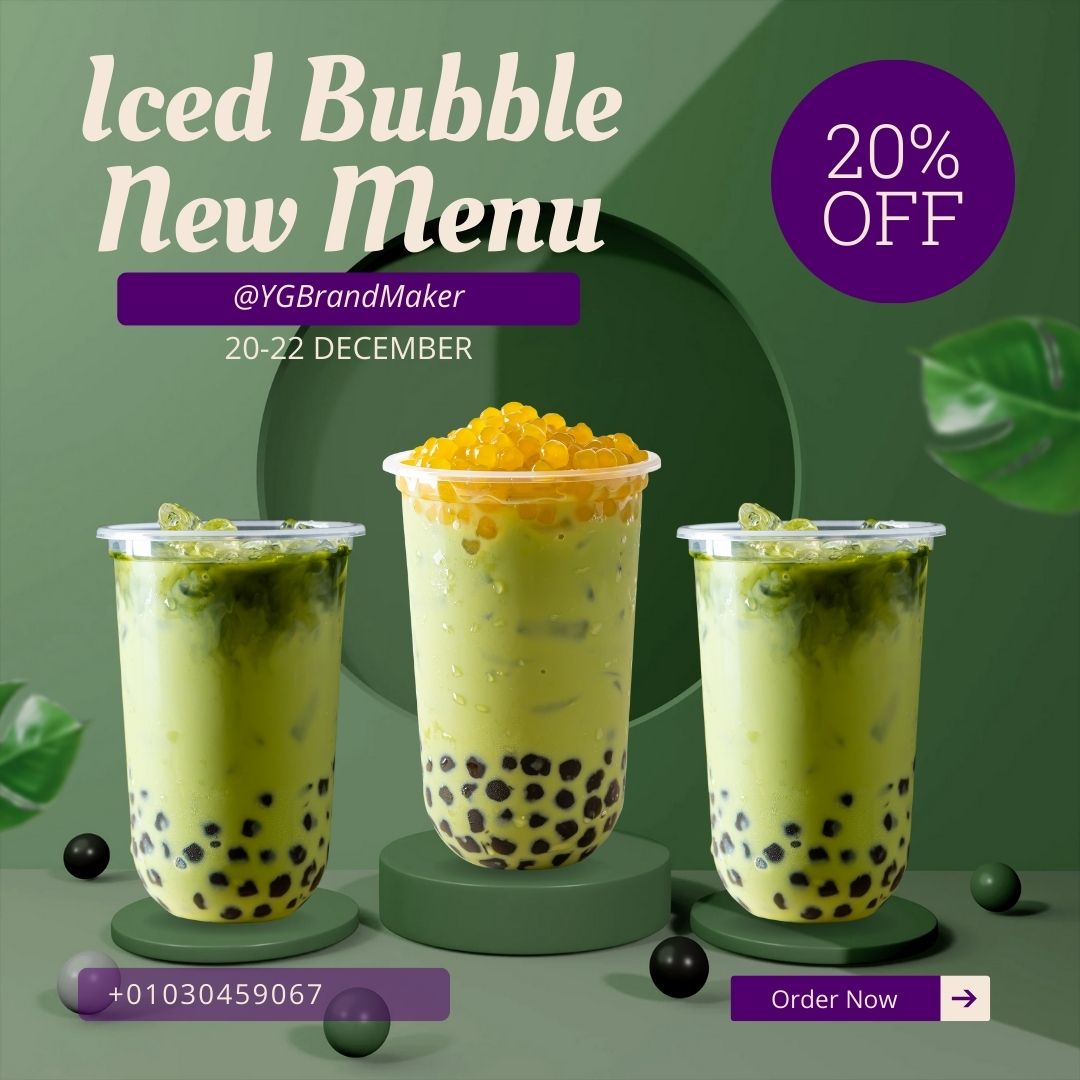 Iced Bubble
New Menu
20%
OFF
@YGBrandMaker
20-22 DECEMBER
+01030459067
Order Now